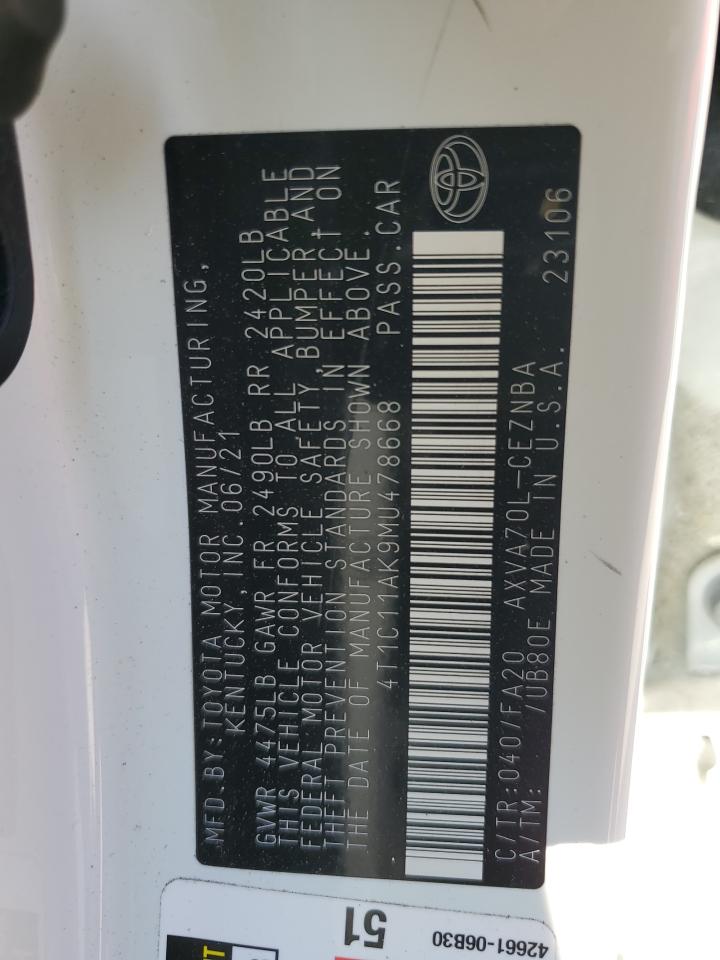 MFD.BY:TOYOTA MOTOR MANUFACTURING,
KENTUCKY,INC.06/21
GVWR 4475LB GAWR FR 2490LB RR 2420LB
THIS VEHICLE CONFORMS TO ALL APPLICABLE
FEDERAL MOTOR VEHICLE SAFETY, BUMPER, AND
THEFT PREVENTION STANDARDS IN EFFECT ON
THE DATE OF MANUFACTURE SHOWN ABOVE.
4T1C11AK9MU478668 PASS.CAR
C/TR:040/FA20 AXVA70L-CEZNBA
A/TM: /UB80E MADE IN U.S.A. 23106
51
42661-06B30